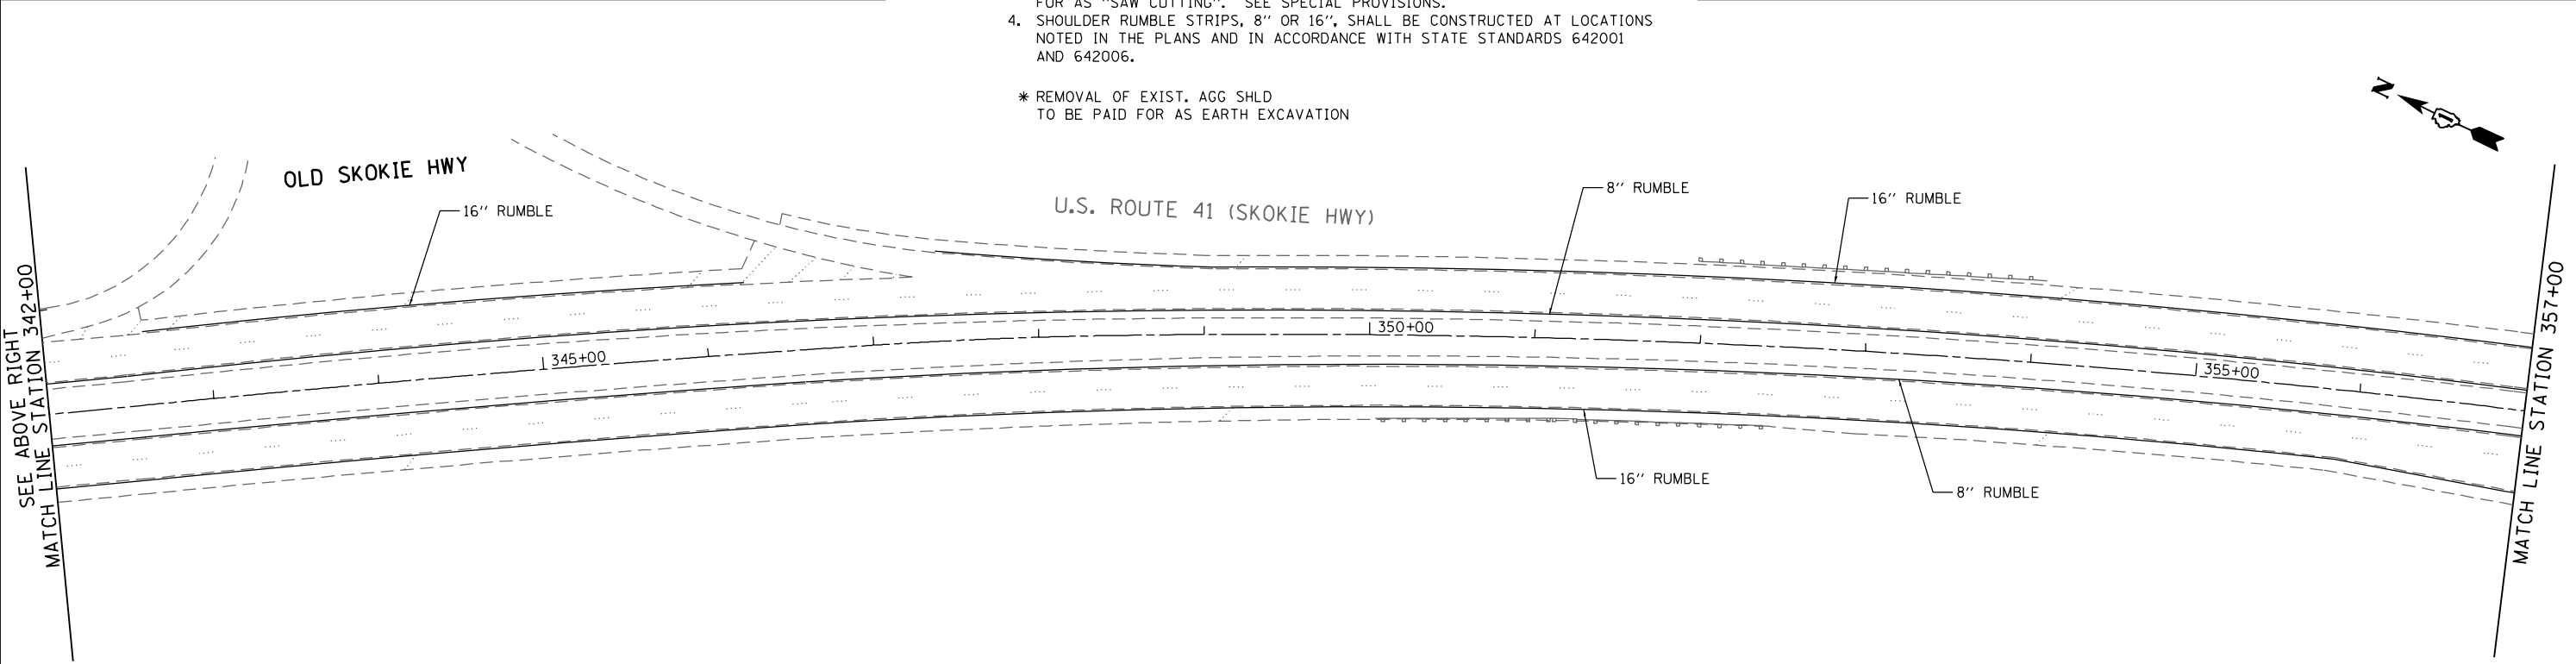 FOR AS "SAW CUTTING". SEE SPECIAL PROVISIONS.
4. SHOULDER RUMBLE STRIPS, 8" OR 16", SHALL BE CONSTRUCTED AT LOCATIONS
NOTED IN THE PLANS AND IN ACCORDANCE WITH STATE STANDARDS 642001
AND 642006.
* REMOVAL OF EXIST. AGG SHLD
TO BE PAID FOR AS EARTH EXCAVATION
N
OLD SKOKIE HWY
16" RUMBLE
U.S. ROUTE 41 (SKOKIE HWY)
8" RUMBLE
16" RUMBLE
SEE ABOVE RIGHT
MATCH LINE STATION 342+00
345+00
350+00
355+00
MATCH LINE STATION 357+00
16" RUMBLE
8" RUMBLE